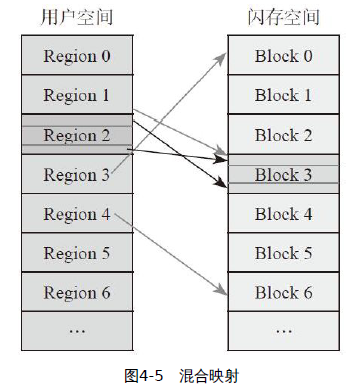 用户空间 闪存空间
Region 0 Block 0
Region 1 Block 1
Region 2 Block 2
Region 3 Block 3
Region 4 Block 4
Region 5 Block 5
Region 6 Block 6
… …
图4-5 混合映射